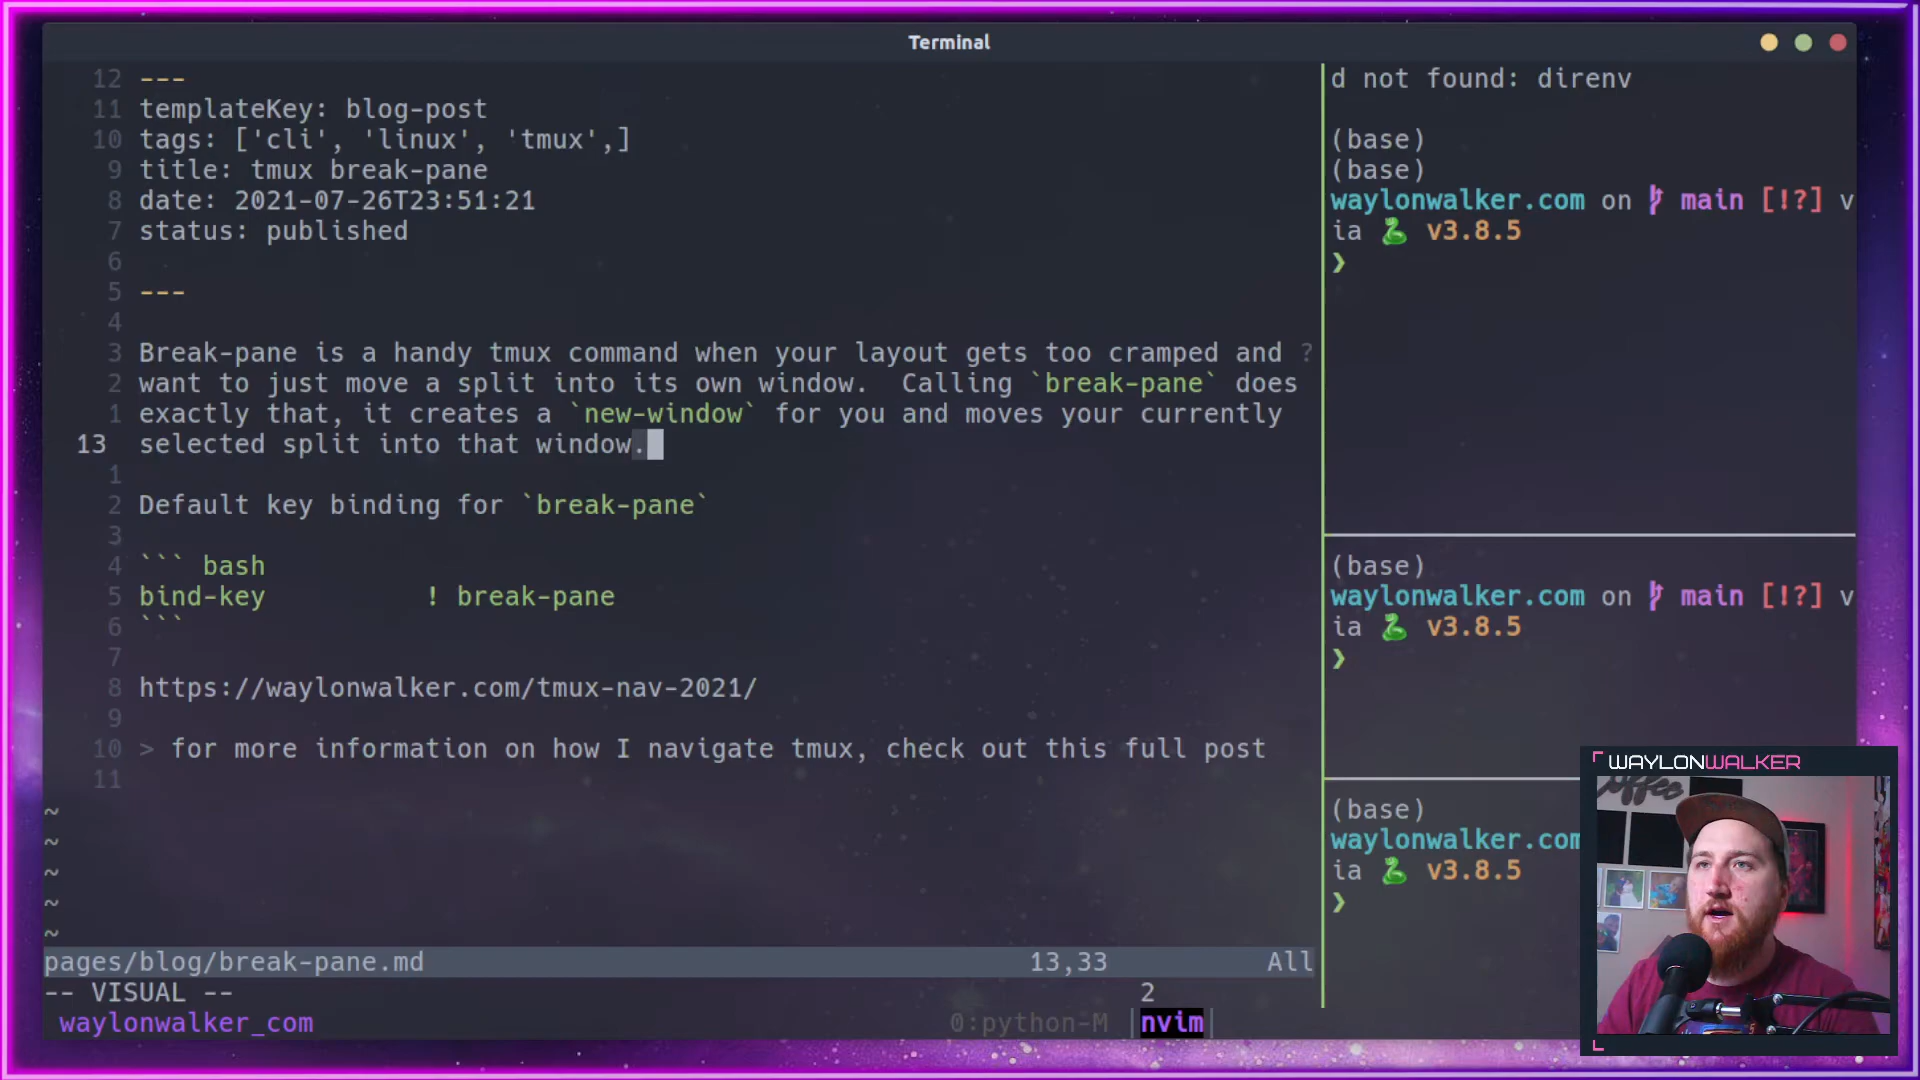 Terminal
12 ---
11 templateKey: blog-post
10 tags: ['cli', 'linux', 'tmux',]
9 title: tmux break-pane
8 date: 2021-07-26T23:51:21
7 status: published
6
5 ---
4
3 Break-pane is a handy tmux command when your layout gets too cramped and ?
2 want to just move a split into its own window.  Calling `break-pane` does
1 exactly that, it creates a `new-window` for you and moves your currently
13 selected split into that window.
1
2 Default key binding for `break-pane`
3
4 ``` bash
5 bind-key          ! break-pane
6 ```
7
8 https://waylonwalker.com/tmux-nav-2021/
9
10 > for more information on how I navigate tmux, check out this full post
11
~
~
~
~
~
pages/blog/break-pane.md 13,33 All
-- VISUAL -- 2
waylonwalker_com 0:python-M |nvim|
d not found: direnv
(base)
(base)
waylonwalker.com on main [!?] v
ia v3.8.5
❯
(base)
waylonwalker.com on main [!?] v
ia v3.8.5
❯
(base)
waylonwalker.com
ia v3.8.5
❯
WAYLONWALKER